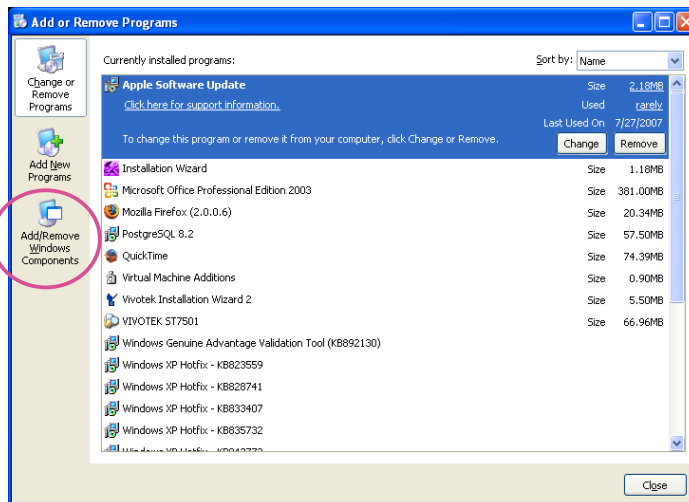 Add or Remove Programs
Change or
Remove
Programs
Add New
Programs
Add/Remove
Windows
Components
Currently installed programs:
Sort by: Name
Apple Software Update Size 2.18MB
Click here for support information. Used rarely
Last Used On 7/27/2007
To change this program or remove it from your computer, click Change or Remove. Change Remove
Installation Wizard Size 1.18MB
Microsoft Office Professional Edition 2003 Size 381.00MB
Mozilla Firefox (2.0.0.6) Size 20.34MB
PostgreSQL 8.2 Size 57.50MB
QuickTime Size 74.39MB
Virtual Machine Additions Size 0.90MB
Vivotek Installation Wizard 2 Size 5.50MB
VIVOTEK ST7501 Size 66.96MB
Windows Genuine Advantage Validation Tool (KB892130)
Windows XP Hotfix - KB823559
Windows XP Hotfix - KB828741
Windows XP Hotfix - KB833407
Windows XP Hotfix - KB835732
Close